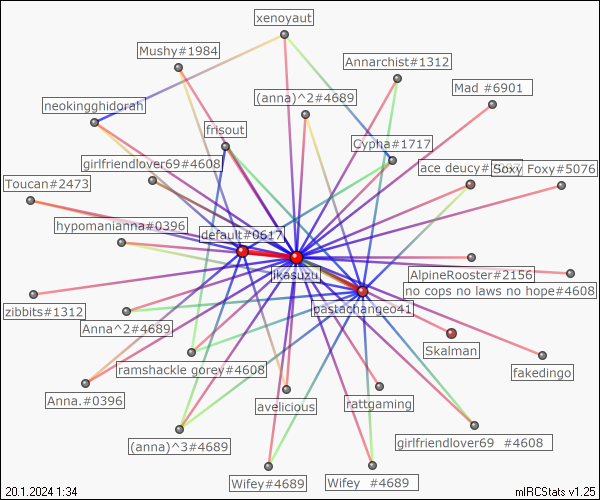 xenoyaut
Mushy#1984
Annarchist#1312
Mad #6901
(anna)^2#4689
neokingghidorah
frisout
Cypha#1717
girlfriendlover69#4608
ace deucy#
Soxy Foxy#5076
Toucan#2473
hypomanianna#0396
default#0617
likasuzu
AlpineRooster#2156
no cops no laws no hope#4608
zibbits#1312
pastachangeo41
Anna^2#4689
Skalman
ramshackle gorey#4608
fakedingo
Anna.#0396
avelicious
rattgaming
(anna)^3#4689
girlfriendlover69 #4608
Wifey#4689
Wifey #4689
20.1.2024 1:34
mIRCStats v1.25